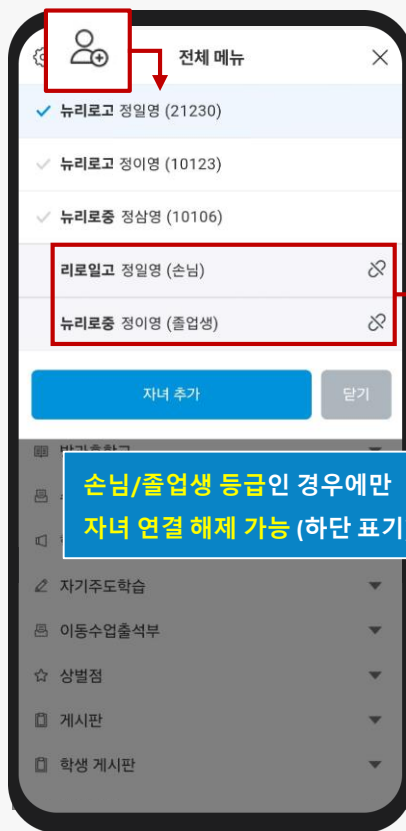 전체 메뉴
뉴리로고 정일영 (21230)
뉴리로고 정이영 (10123)
뉴리로중 정삼영 (10106)
리로일고 정일영 (손님)
뉴리로중 정이영 (졸업생)
자녀 추가
닫기
손님/졸업생 등급인 경우에만
자녀 연결 해제 가능 (하단 표기
자기주도학습
이동수업출석부
상벌점
게시판
학생 게시판